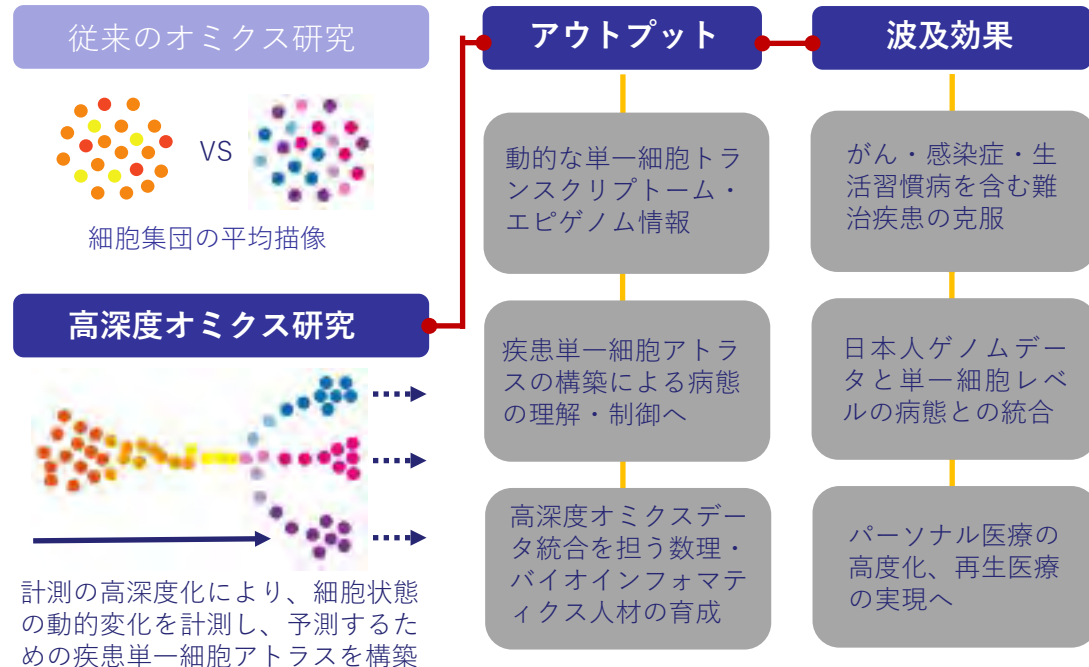 従来のオミクス研究
VS
細胞集団の平均描像
高深度オミクス研究
計測の高深度化により、細胞状態
の動的変化を計測し、予測するた
めの疾患単一細胞アトラスを構築
アウトプット
動的な単一細胞トラ
ンスクリプトーム・
エピゲノム情報
疾患単一細胞アトラ
スの構築による病態
の理解・制御へ
高深度オミクスデー
タ統合を担う数理・
バイオインフォマテ
ィクス人材の育成
波及効果
がん・感染症・生
活習慣病を含む難
治疾患の克服
日本人ゲノムデー
タと単一細胞レベ
ルの病態との統合
パーソナル医療の
高度化、再生医療
の実現へ